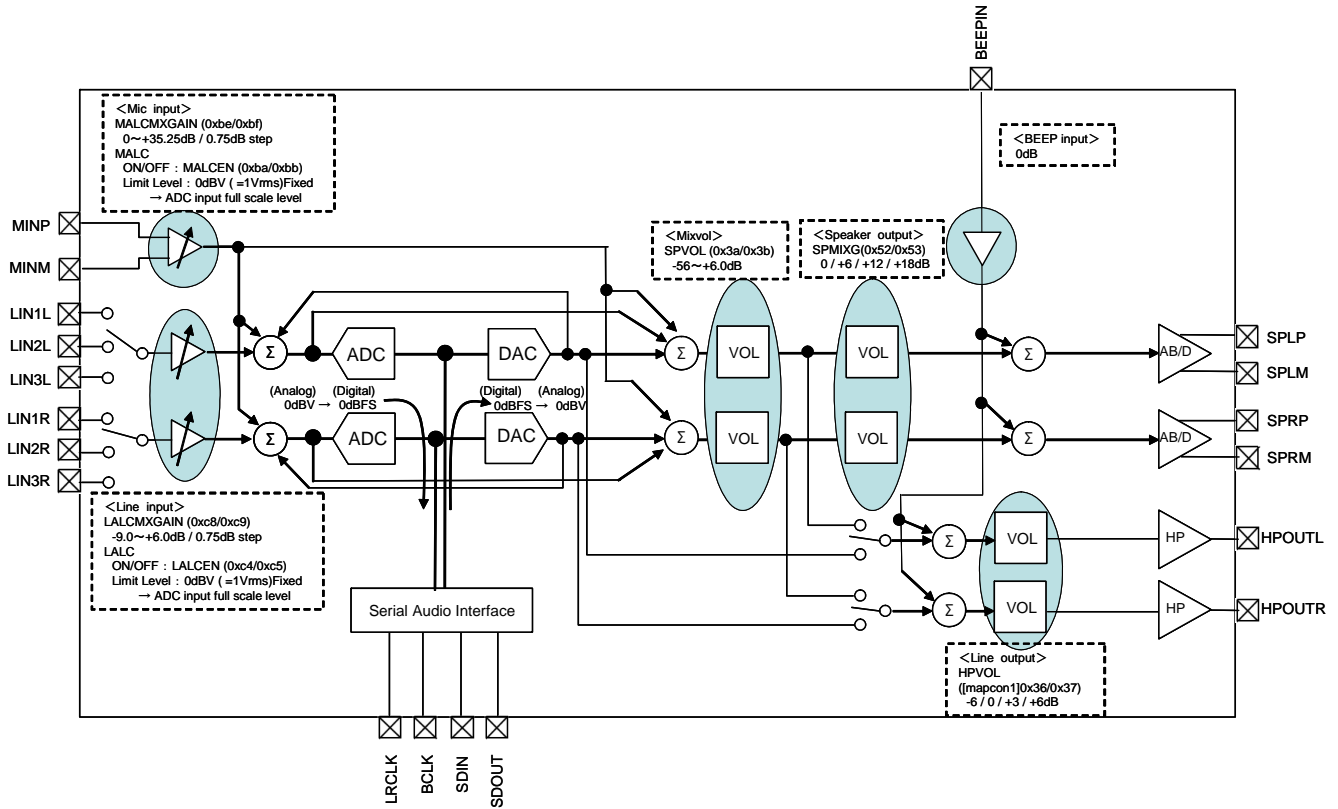 BEEPIN
<Mic input>
MALCMXGAIN (0xbe/0xbf)
0～+35.25dB / 0.75dB step
MALC
ON/OFF : MALCEN (0xba/0xbb)
Limit Level : 0dBV ( =1Vrms)Fixed
→ ADC input full scale level
<BEEP input>
0dB
MINP
MINM
<Mixvol>
SPVOL (0x3a/0x3b)
-56～+6.0dB
<Speaker output>
SPMIXG(0x52/0x53)
0 / +6 / +12 / +18dB
LIN1L
LIN2L
LIN3L
LIN1R
LIN2R
LIN3R
Σ
ADC
DAC
Σ
VOL
VOL
Σ
AB/D
SPLP
SPLM
(Analog) (Digital)
0dBV → 0dBFS
(Digital) (Analog)
0dBFS → 0dBV
Σ
ADC
DAC
Σ
VOL
VOL
Σ
AB/D
SPRP
SPRM
<Line input>
LALCMXGAIN (0xc8/0xc9)
-9.0～+6.0dB / 0.75dB step
LALC
ON/OFF : LALCEN (0xc4/0xc5)
Limit Level : 0dBV ( =1Vrms)Fixed
→ ADC input full scale level
Σ
VOL
HP
HPOUTL
Serial Audio Interface
Σ
VOL
HP
HPOUTR
<Line output>
HPVOL
([mapcon1]0x36/0x37)
-6 / 0 / +3 / +6dB
LRCLK
BCLK
SDIN
SDOUT